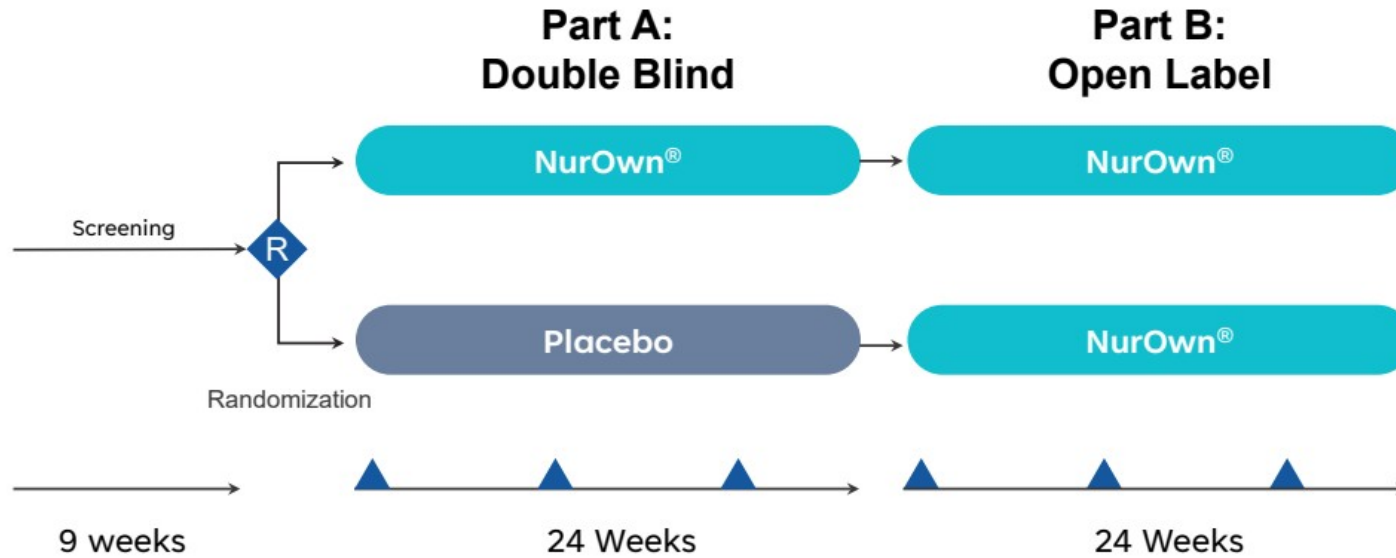 Part A:
Double Blind
Part B:
Open Label
NurOwn®
NurOwn®
Screening
R
Placebo
NurOwn®
Randomization
9 weeks
24 Weeks
24 Weeks